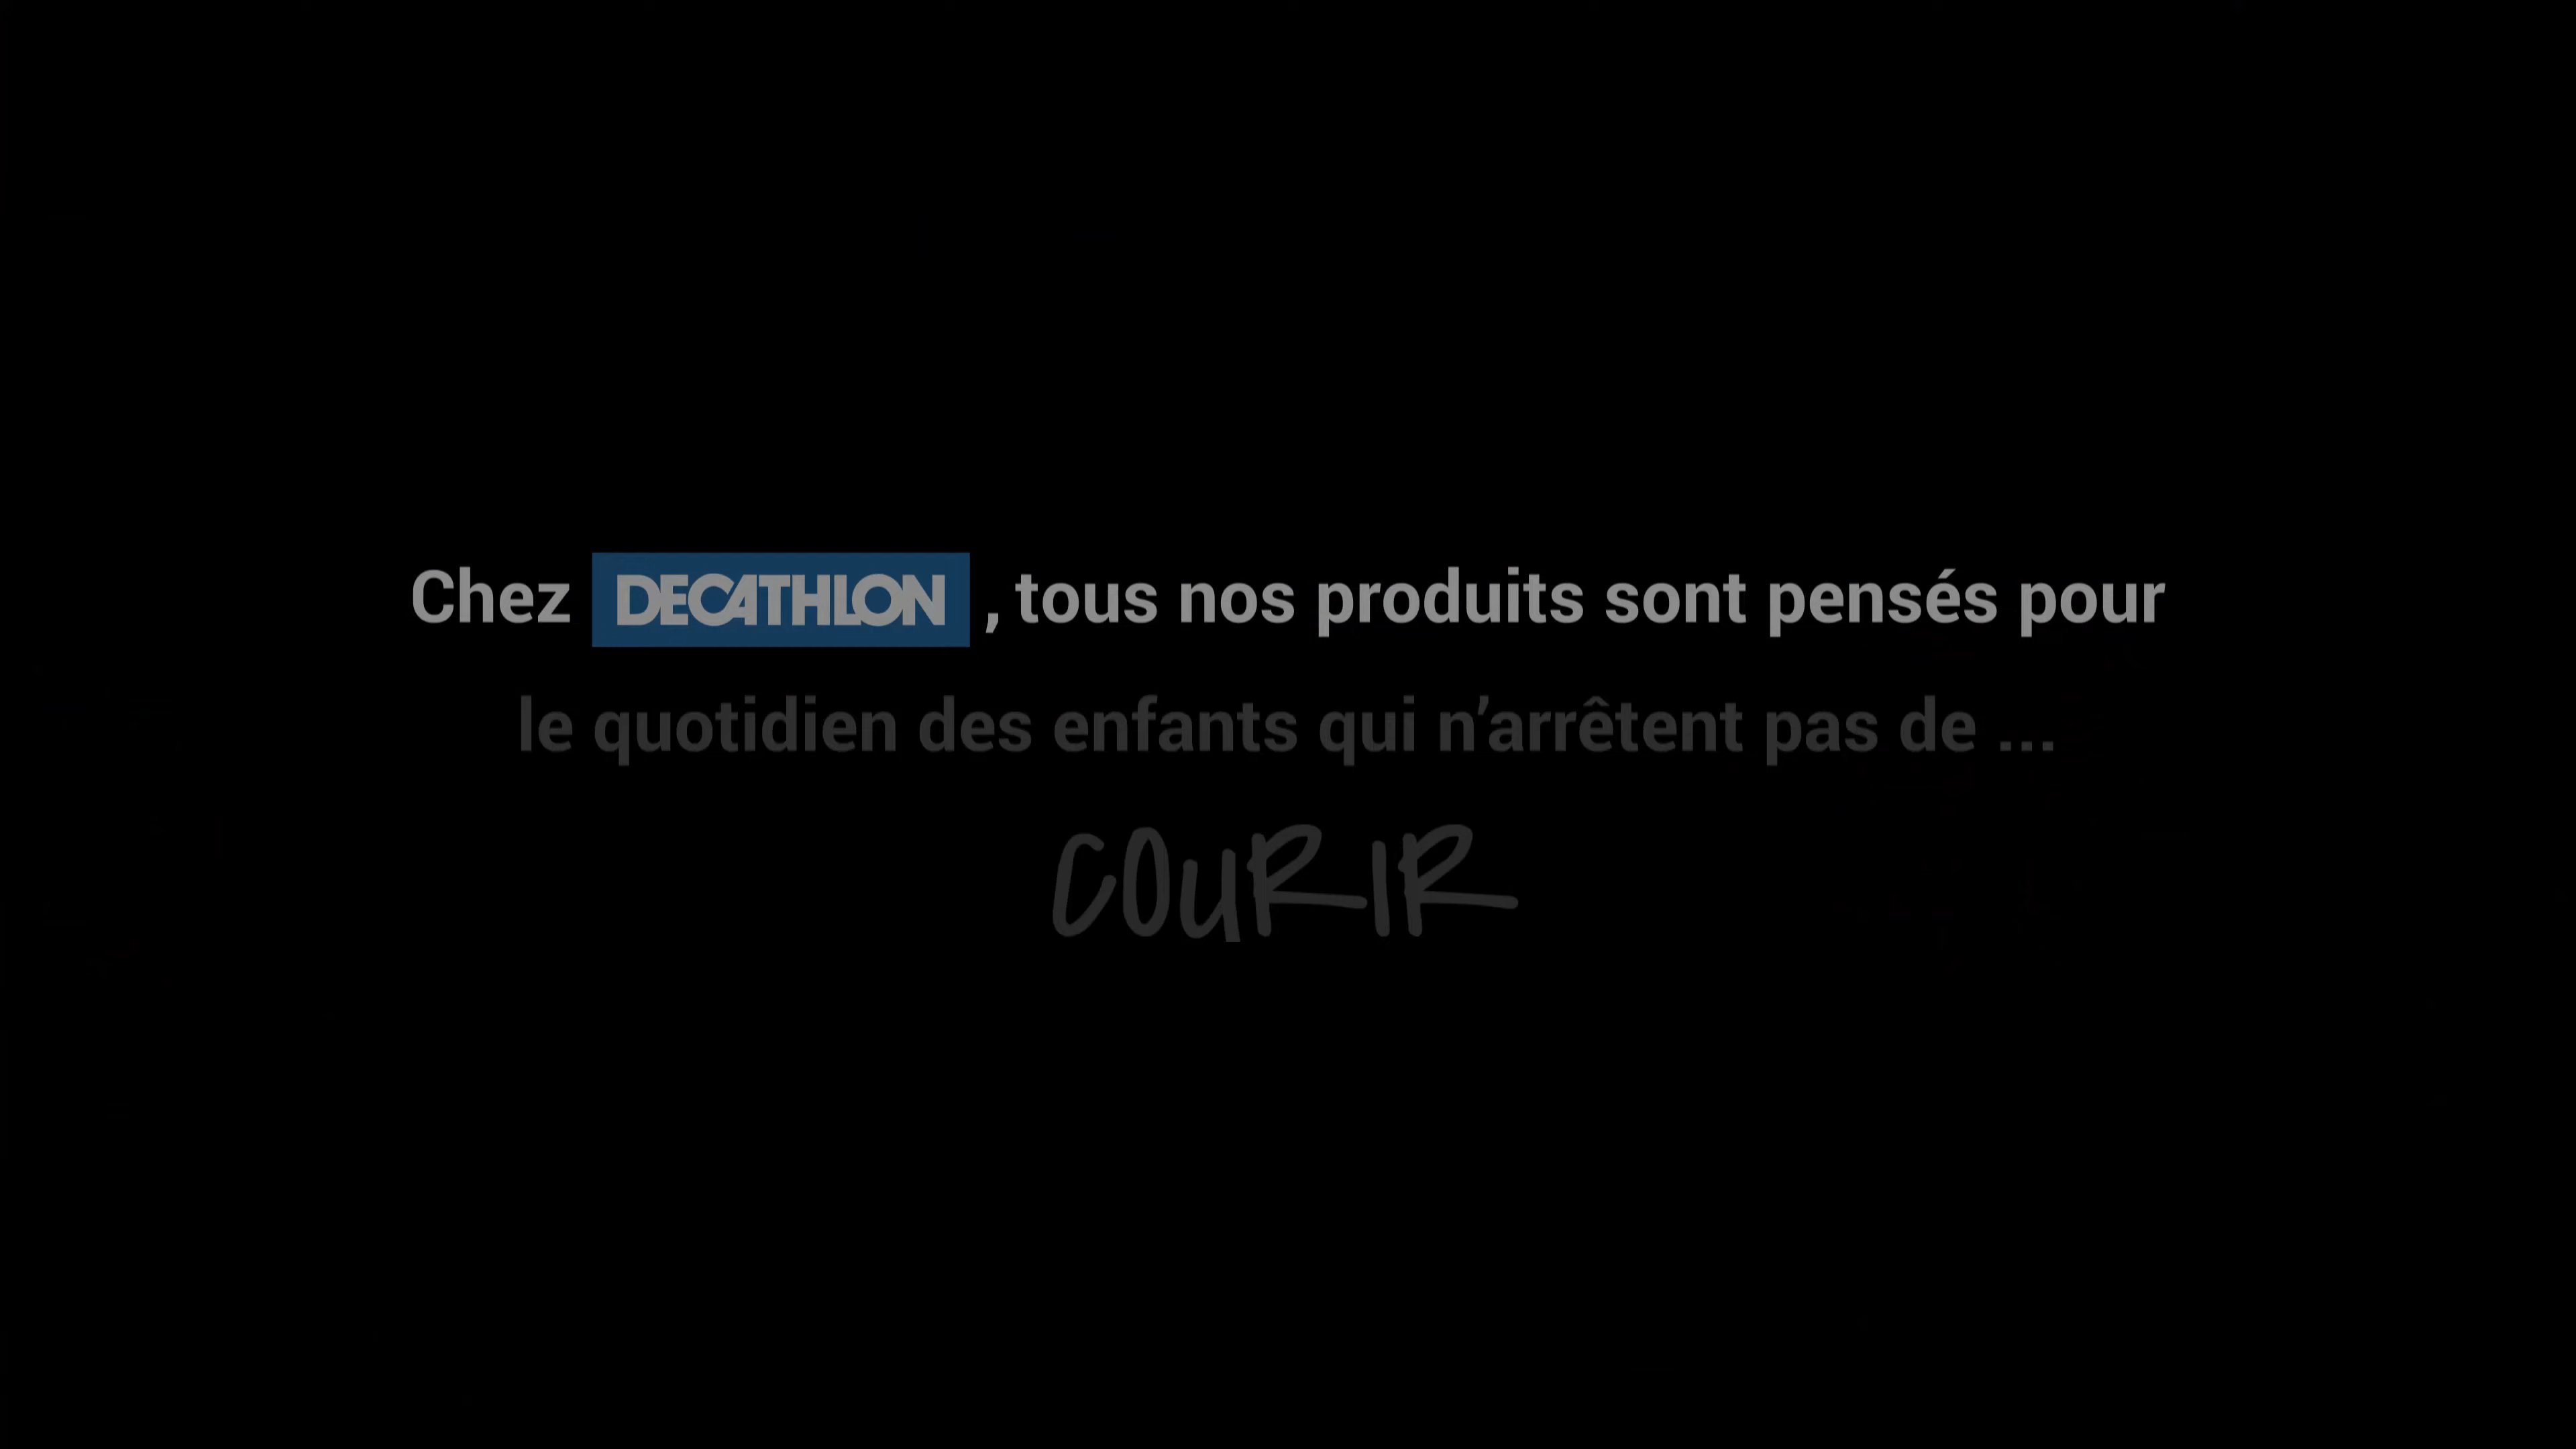 Chez DECATHLON , tous nos produits sont pensés pour
le quotidien des enfants qui n’arrêtent pas de ...
COURIR